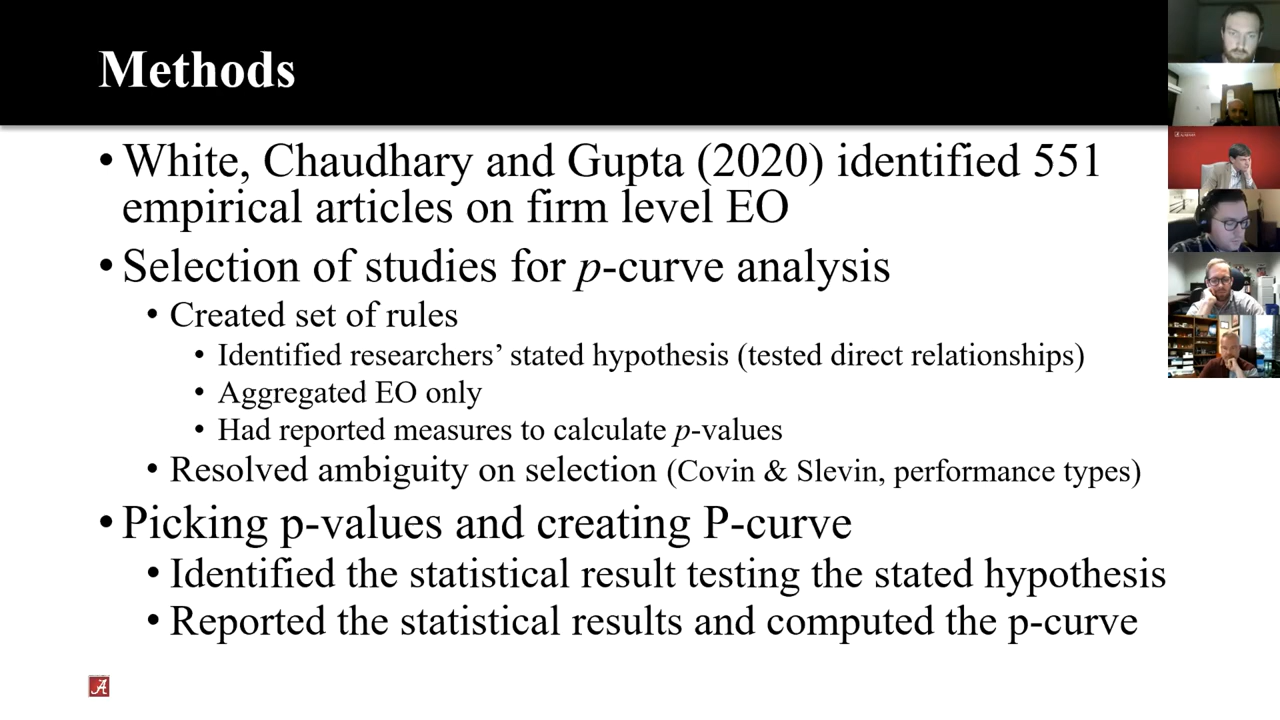 Methods
• White, Chaudhary and Gupta (2020) identified 551
empirical articles on firm level EO
• Selection of studies for p-curve analysis
• Created set of rules
• Identified researchers’ stated hypothesis (tested direct relationships)
• Aggregated EO only
• Had reported measures to calculate p-values
• Resolved ambiguity on selection (Covin & Slevin, performance types)
• Picking p-values and creating P-curve
• Identified the statistical result testing the stated hypothesis
• Reported the statistical results and computed the p-curve
A